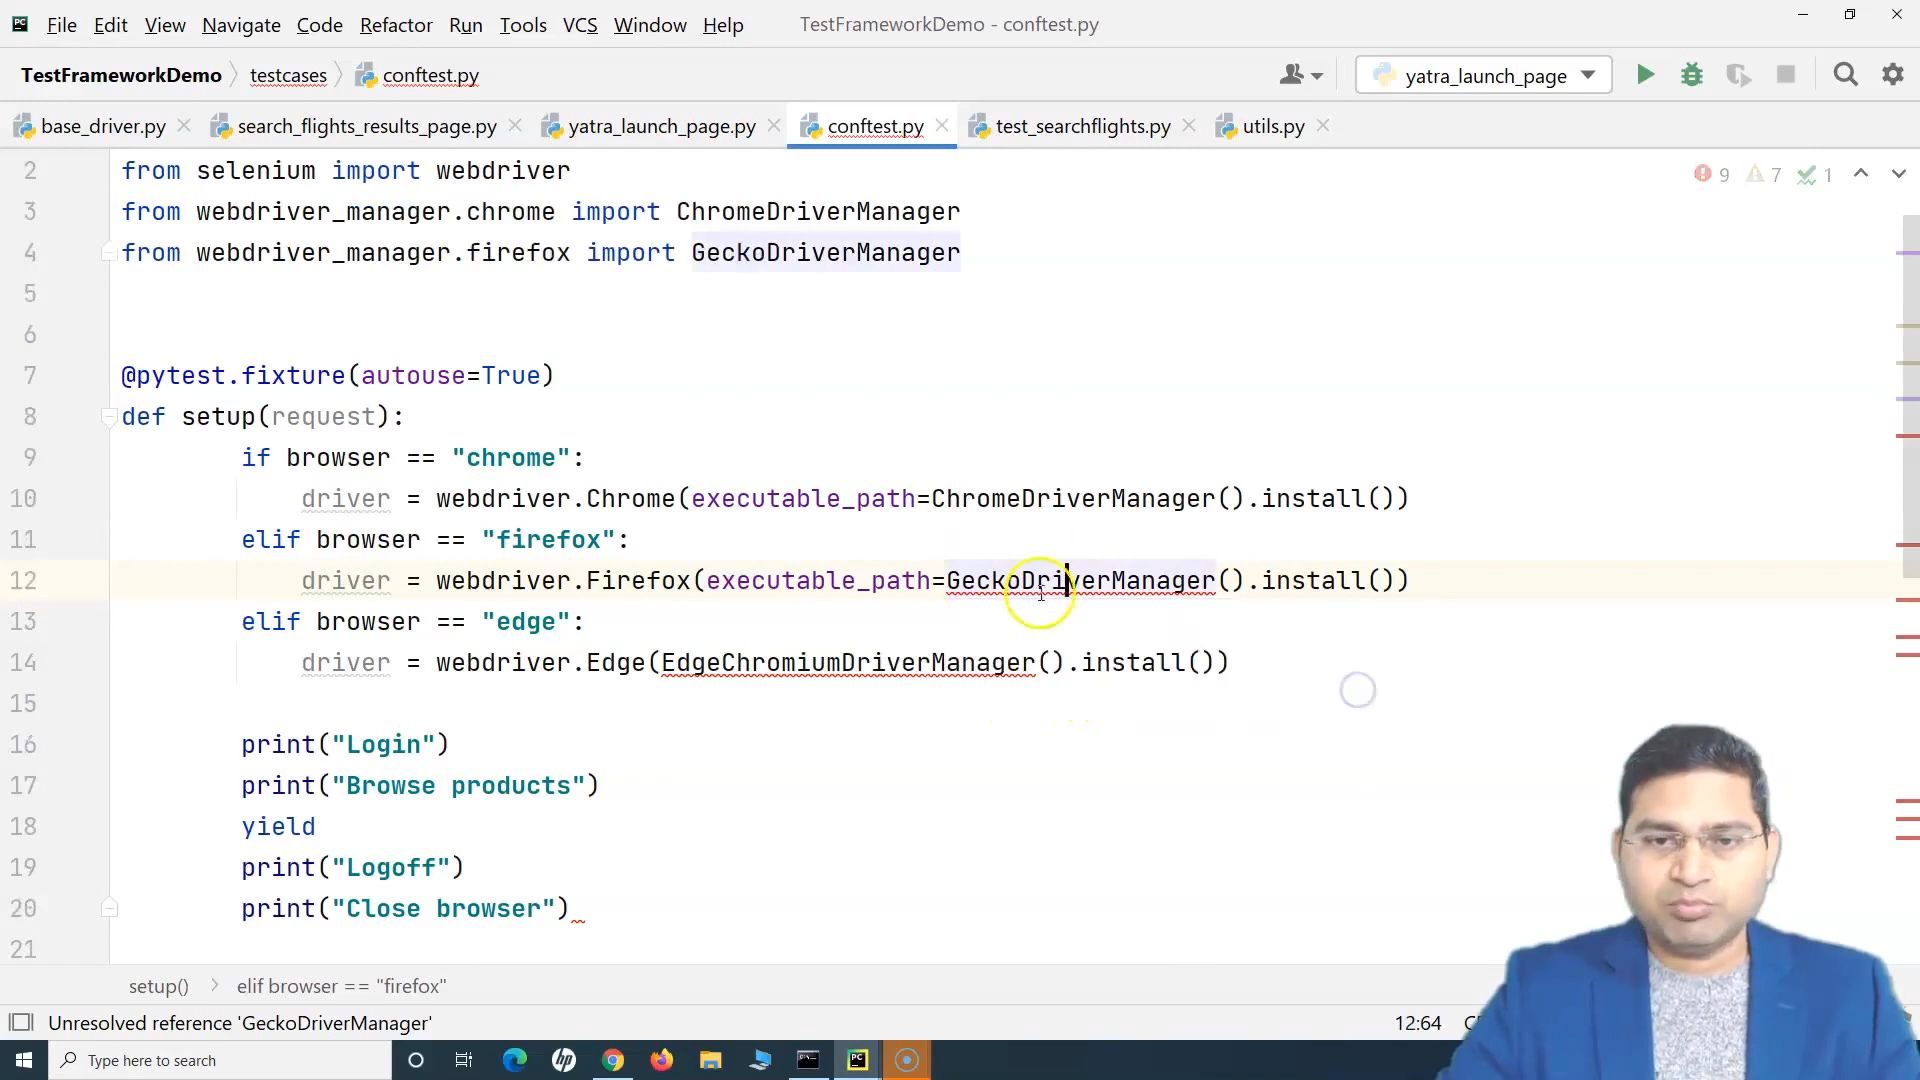 File Edit View Navigate Code Refactor Run Tools VCS Window Help TestFrameworkDemo - conftest.py
TestFrameworkDemo testcases conftest.py yatra_launch_page
base_driver.py search_flights_results_page.py yatra_launch_page.py conftest.py test_searchflights.py utils.py
9 7 1
2 from selenium import webdriver
3 from webdriver_manager.chrome import ChromeDriverManager
4 from webdriver_manager.firefox import GeckoDriverManager
5
6
7 @pytest.fixture(autouse=True)
8 def setup(request):
9 if browser == "chrome":
10 driver = webdriver.Chrome(executable_path=ChromeDriverManager().install())
11 elif browser == "firefox":
12 driver = webdriver.Firefox(executable_path=GeckoDriverManager().install())
13 elif browser == "edge":
14 driver = webdriver.Edge(EdgeChromiumDriverManager().install())
15
16 print("Login")
17 print("Browse products")
18 yield
19 print("Logoff")
20 print("Close browser")
21
setup() elif browser == "firefox"
Unresolved reference 'GeckoDriverManager' 12:64
Type here to search